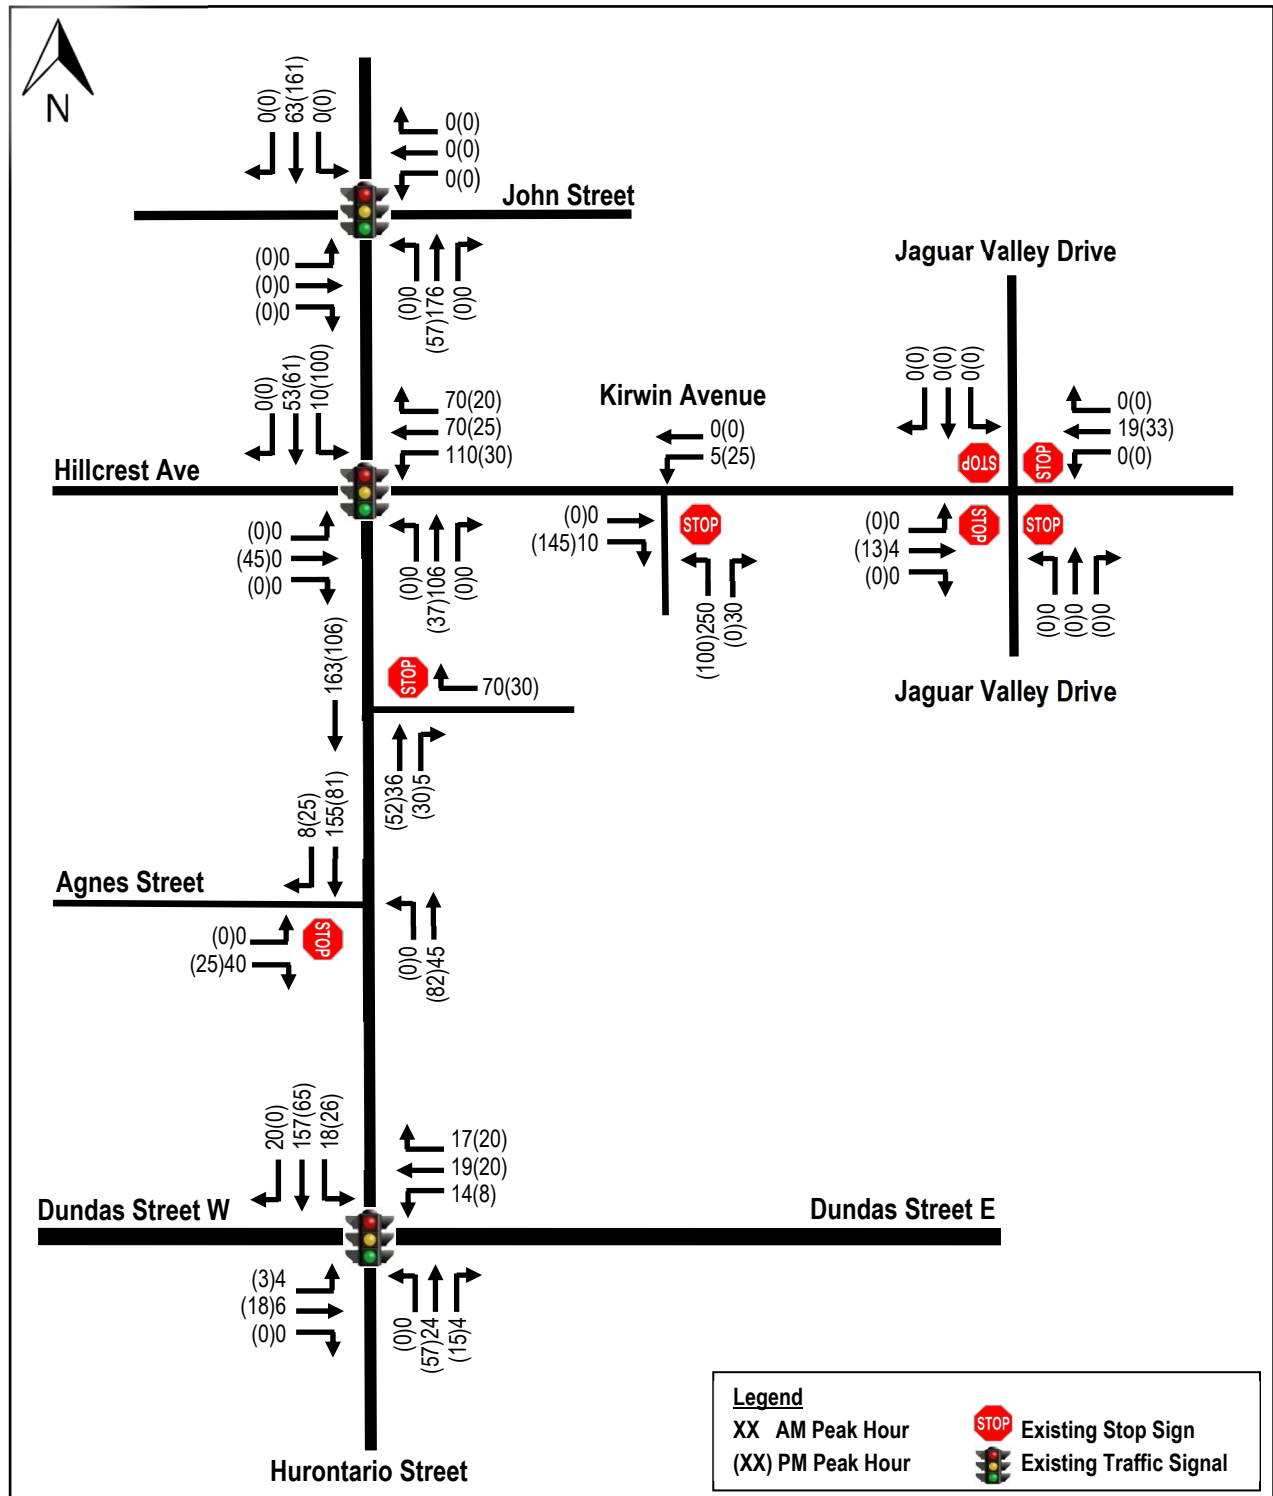 N
0(0)
63(161)
0(0)
0(0)
0(0)
0(0)
John Street
(0)0
(0)0
(0)0
(0)0
(57)176
(0)0
Jaguar Valley Drive
0(0)
53(61)
10(100)
70(20)
70(25)
110(30)
Kirwin Avenue
0(0)
5(25)
0(0)
0(0)
0(0)
0(0)
19(33)
0(0)
Hillcrest Ave
STOP
STOP
(0)0
(45)0
(0)0
(0)0
(37)106
(0)0
(0)0
(145)10
STOP
(100)250
(0)30
(0)0
(13)4
(0)0
STOP
STOP
(0)0
(0)0
(0)0
163(106)
STOP
70(30)
Jaguar Valley Drive
(52)36
(30)5
8(25)
155(81)
Agnes Street
(0)0
(25)40
STOP
(0)0
(82)45
20(0)
157(65)
18(26)
17(20)
19(20)
14(8)
Dundas Street W
Dundas Street E
(3)4
(18)6
(0)0
(0)0
(57)24
(15)4
Hurontario Street
Legend
XX AM Peak Hour
STOP Existing Stop Sign
(XX) PM Peak Hour
Existing Traffic Signal